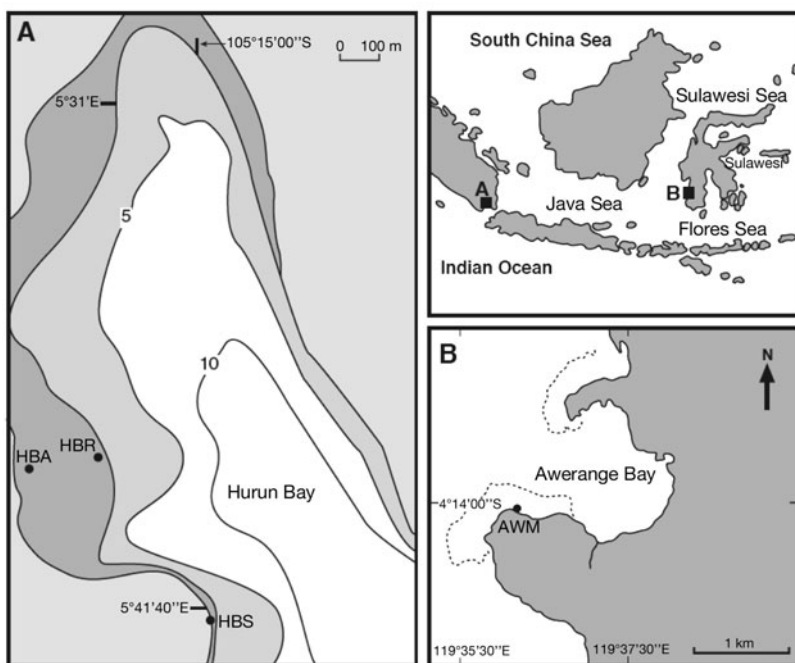 A
105°15'00''S
0 100 m
5°31'E
5
10
HBR
HBA
Hurun Bay
5°41'40''E
HBS
South China Sea
Sulawesi Sea
Sulawesi
A
B
Java Sea
Flores Sea
Indian Ocean
B
N
Awerange Bay
4°14'00''S
AWM
119°35'30''E
119°37'30''E
1 km